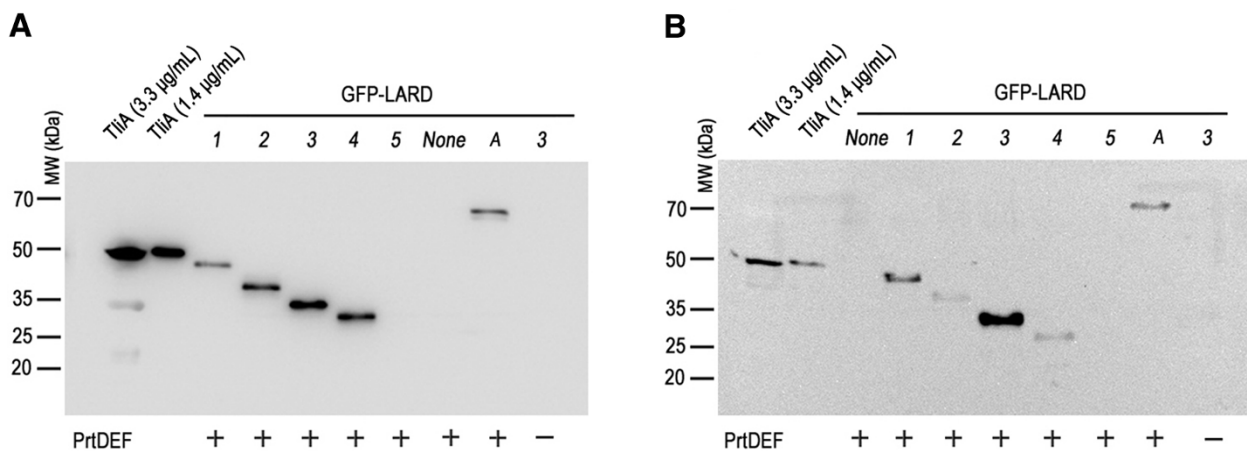 A
TliA (3.3 µg/mL)
TliA (1.4 µg/mL)
GFP-LARD
1 2 3 4 5 None A 3
MW (kDa)
70
50
35
25
20
PrtDEF + + + + + + + −
B
TliA (3.3 µg/mL)
TliA (1.4 µg/mL)
GFP-LARD
None 1 2 3 4 5 A 3
MW (kDa)
70
50
35
25
20
PrtDEF + + + + + + + −